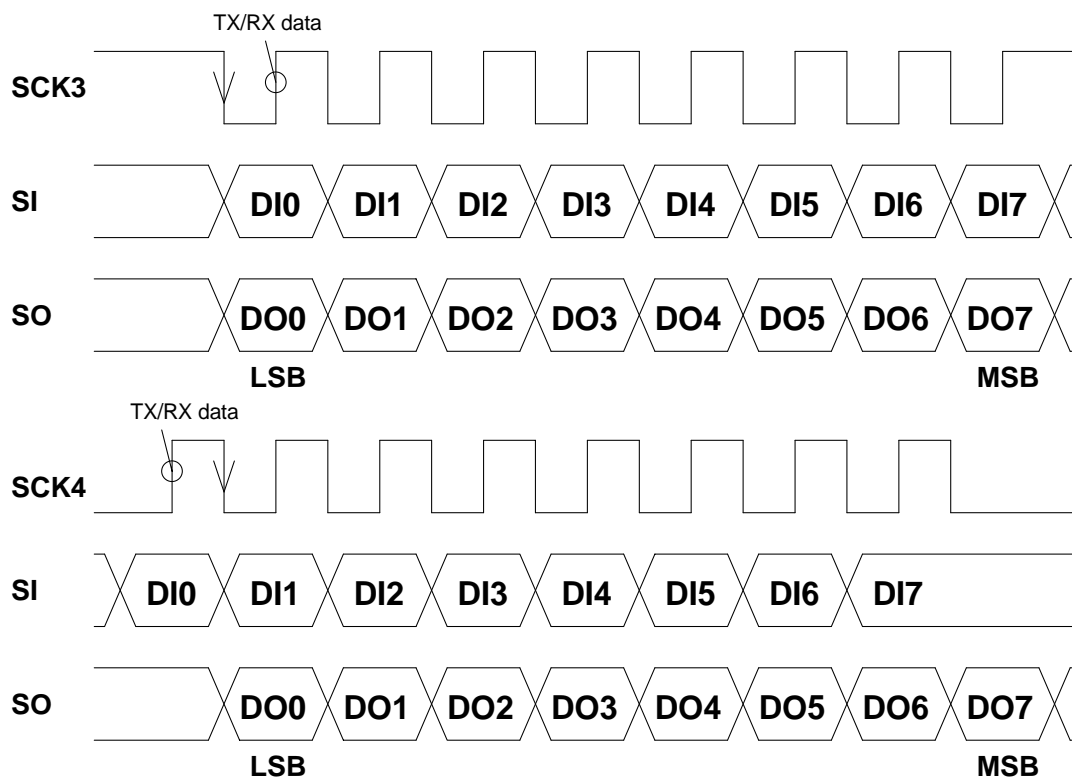 TX/RX data
SCK3
SI DI0 DI1 DI2 DI3 DI4 DI5 DI6 DI7
SO DO0 DO1 DO2 DO3 DO4 DO5 DO6 DO7
LSB MSB
TX/RX data
SCK4
SI DI0 DI1 DI2 DI3 DI4 DI5 DI6 DI7
SO DO0 DO1 DO2 DO3 DO4 DO5 DO6 DO7
LSB MSB